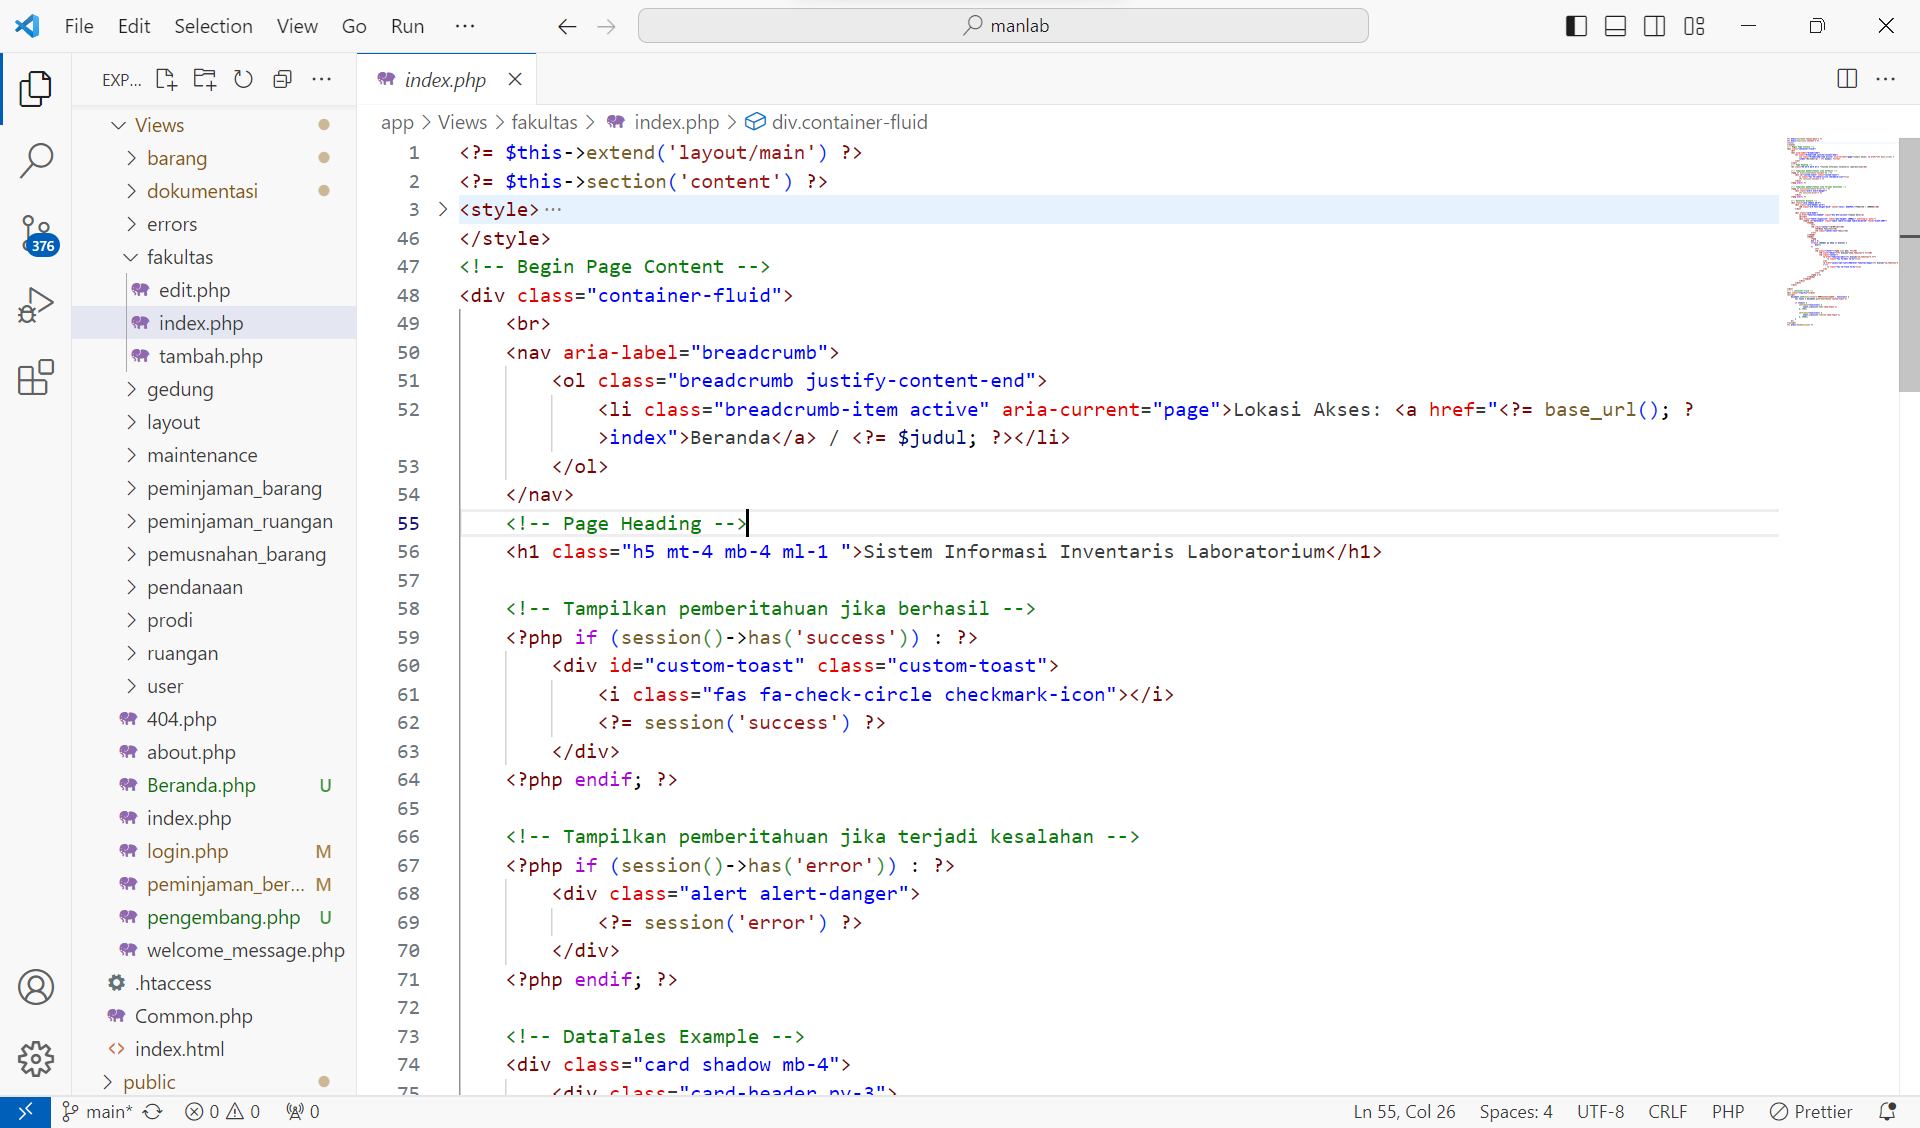 File Edit Selection View Go Run ···
manlab
EXP...
index.php
app > Views > fakultas > index.php > div.container-fluid
Views
barang
dokumentasi
errors
fakultas
edit.php
index.php
tambah.php
gedung
layout
maintenance
peminjaman_barang
peminjaman_ruangan
pemusnahan_barang
pendanaan
prodi
ruangan
user
404.php
about.php
Beranda.php U
index.php
login.php M
peminjaman_ber... M
pengembang.php U
welcome_message.php
.htaccess
Common.php
index.html
public
376
1 <?= $this->extend('layout/main') ?>
2 <?= $this->section('content') ?>
3 <style>···
46 </style>
47 <!-- Begin Page Content -->
48 <div class="container-fluid">
49 <br>
50 <nav aria-label="breadcrumb">
51 <ol class="breadcrumb justify-content-end">
52 <li class="breadcrumb-item active" aria-current="page">Lokasi Akses: <a href="<?= base_url(); ?
>index">Beranda</a> / <?= $judul; ?></li>
53 </ol>
54 </nav>
55 <!-- Page Heading -->
56 <h1 class="h5 mt-4 mb-4 ml-1 ">Sistem Informasi Inventaris Laboratorium</h1>
57
58 <!-- Tampilkan pemberitahuan jika berhasil -->
59 <?php if (session()->has('success')) : ?>
60 <div id="custom-toast" class="custom-toast">
61 <i class="fas fa-check-circle checkmark-icon"></i>
62 <?= session('success') ?>
63 </div>
64 <?php endif; ?>
65
66 <!-- Tampilkan pemberitahuan jika terjadi kesalahan -->
67 <?php if (session()->has('error')) : ?>
68 <div class="alert alert-danger">
69 <?= session('error') ?>
70 </div>
71 <?php endif; ?>
72
73 <!-- DataTales Example -->
74 <div class="card shadow mb-4">
75 <div class="card-header py-3">
main* 0 0 0
Ln 55, Col 26 Spaces: 4 UTF-8 CRLF PHP Prettier